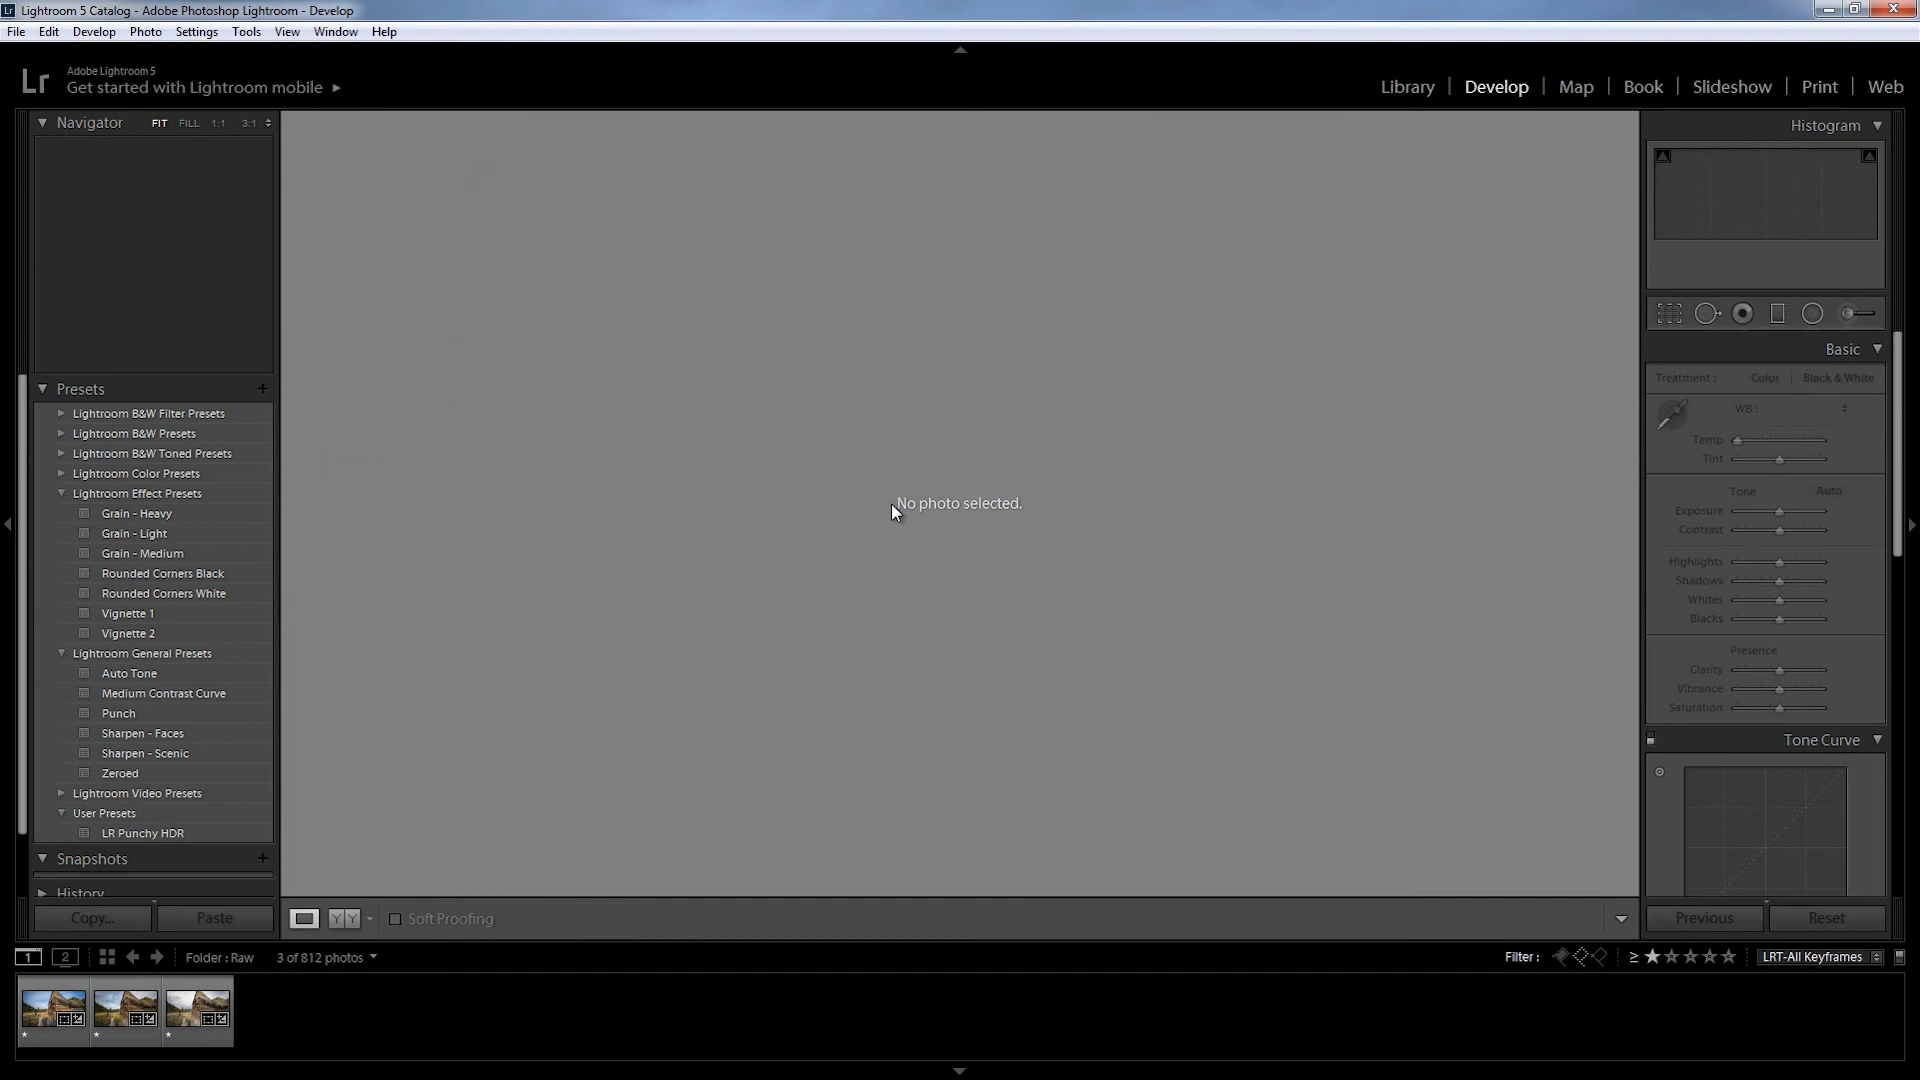 Lightroom 5 Catalog - Adobe Photoshop Lightroom - Develop
File Edit Develop Photo Settings Tools View Window Help
Lr
Adobe Lightroom 5
Get started with Lightroom mobile
Library Develop Map Book Slideshow Print Web
Navigator FIT FILL 1:1 3:1
Histogram
Basic
Treatment : Color Black & White
WB :
Temp
Tint
Tone Auto
Exposure
Contrast
Highlights
Shadows
Whites
Blacks
Presence
Clarity
Vibrance
Saturation
Tone Curve
Presets
Lightroom B&W Filter Presets
Lightroom B&W Presets
Lightroom B&W Toned Presets
Lightroom Color Presets
Lightroom Effect Presets
Grain - Heavy
Grain - Light
Grain - Medium
Rounded Corners Black
Rounded Corners White
Vignette 1
Vignette 2
Lightroom General Presets
Auto Tone
Medium Contrast Curve
Punch
Sharpen - Faces
Sharpen - Scenic
Zeroed
Lightroom Video Presets
User Presets
LR Punchy HDR
Snapshots
History
No photo selected.
Copy... Paste
YY
Soft Proofing
Previous Reset
1 2
Folder : Raw 3 of 812 photos
Filter : ≥ LRT-All Keyframes